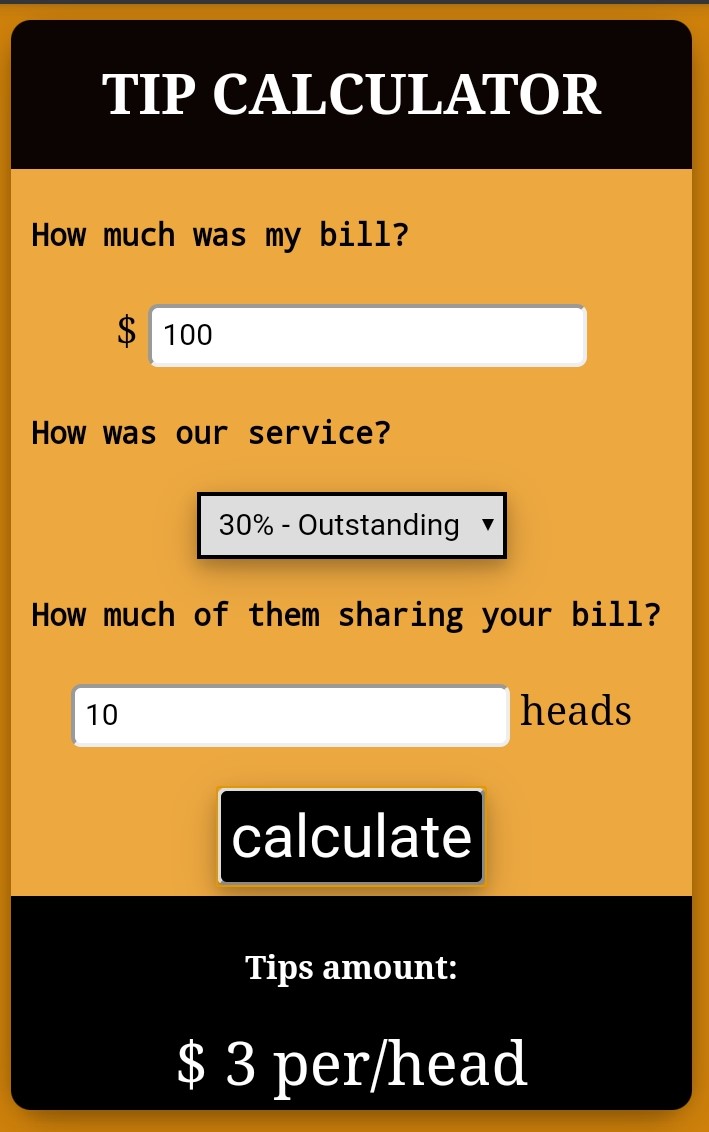 TIP CALCULATOR
How much was my bill?
$ 100
How was our service?
30% - Outstanding
How much of them sharing your bill?
10 heads
calculate
Tips amount:
$ 3 per/head